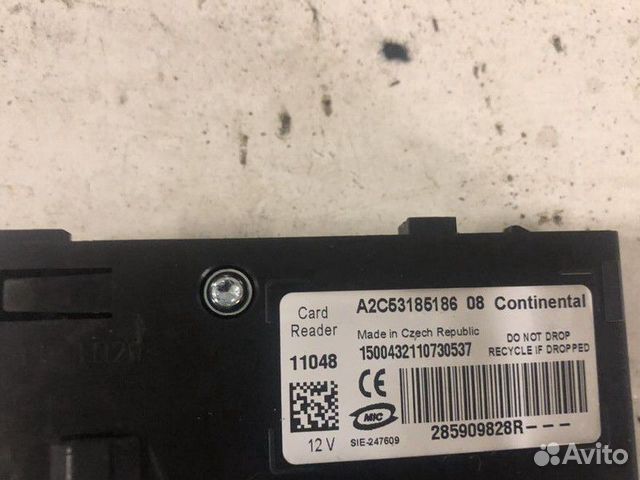 A2C53185186 08 Continental
Card Reader
Made in Czech Republic
DO NOT DROP
RECYCLE IF DROPPED
11048
1500432110730537
CE
MIC
12 V
SIE-247609
285909828R---
Avito